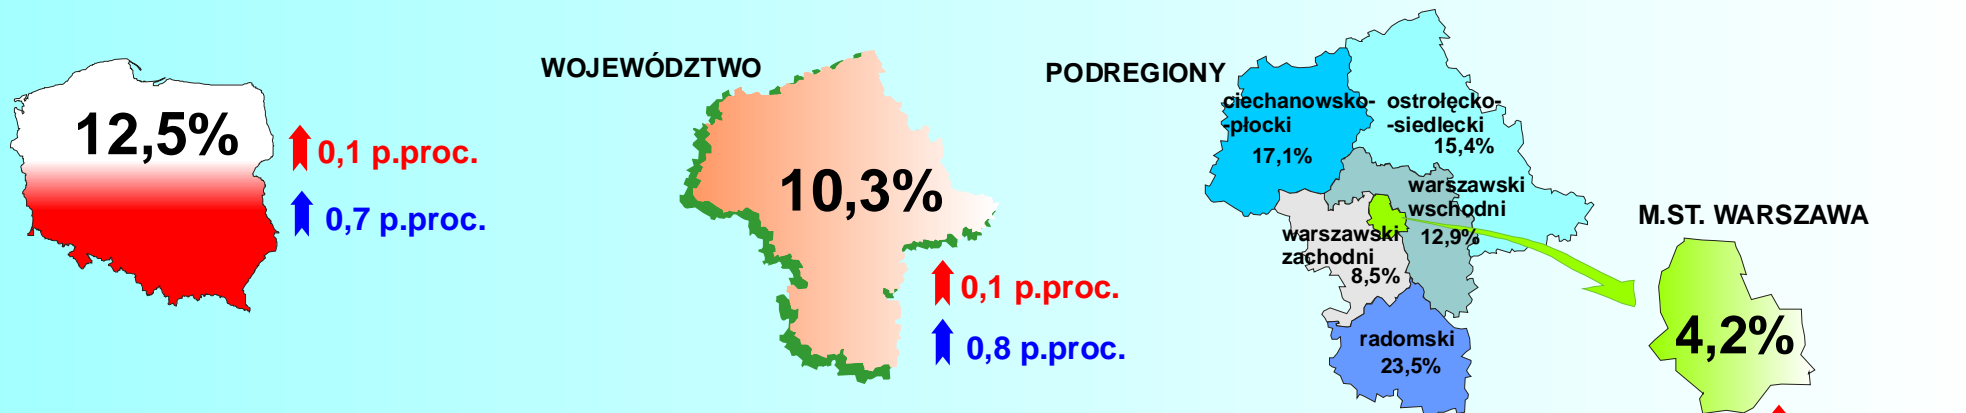 12,5%
0,1 p.proc.
0,7 p.proc.
WOJEWÓDZTWO
10,3%
0,1 p.proc.
0,8 p.proc.
PODREGIONY
ciechanowsko-
-płocki
17,1%
ostrołęcko-
-siedlecki
15,4%
warszawski
wschodni
12,9%
warszawski
zachodni
8,5%
radomski
23,5%
M.ST. WARSZAWA
4,2%